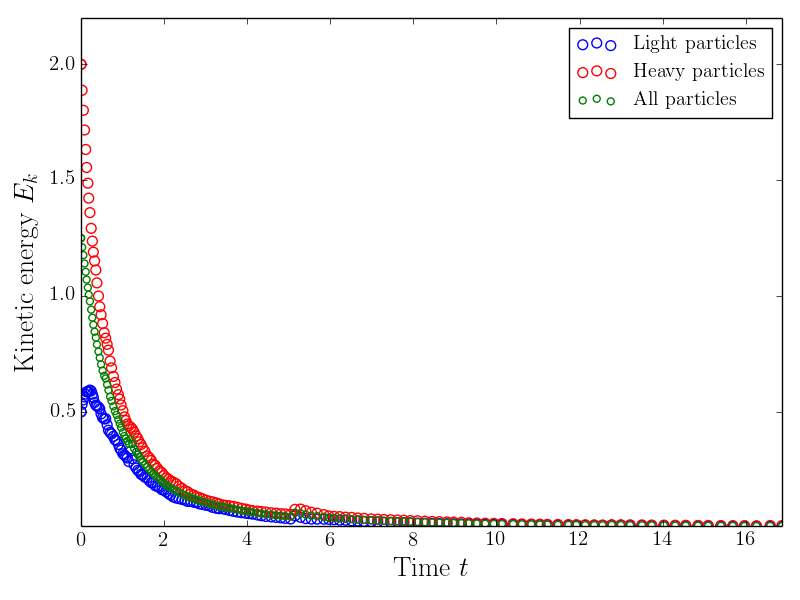 Light particles
Heavy particles
All particles
Kinetic energy $E_k$
2.0
1.5
1.0
0.5
0 2 4 6 8 10 12 14 16
Time $t$